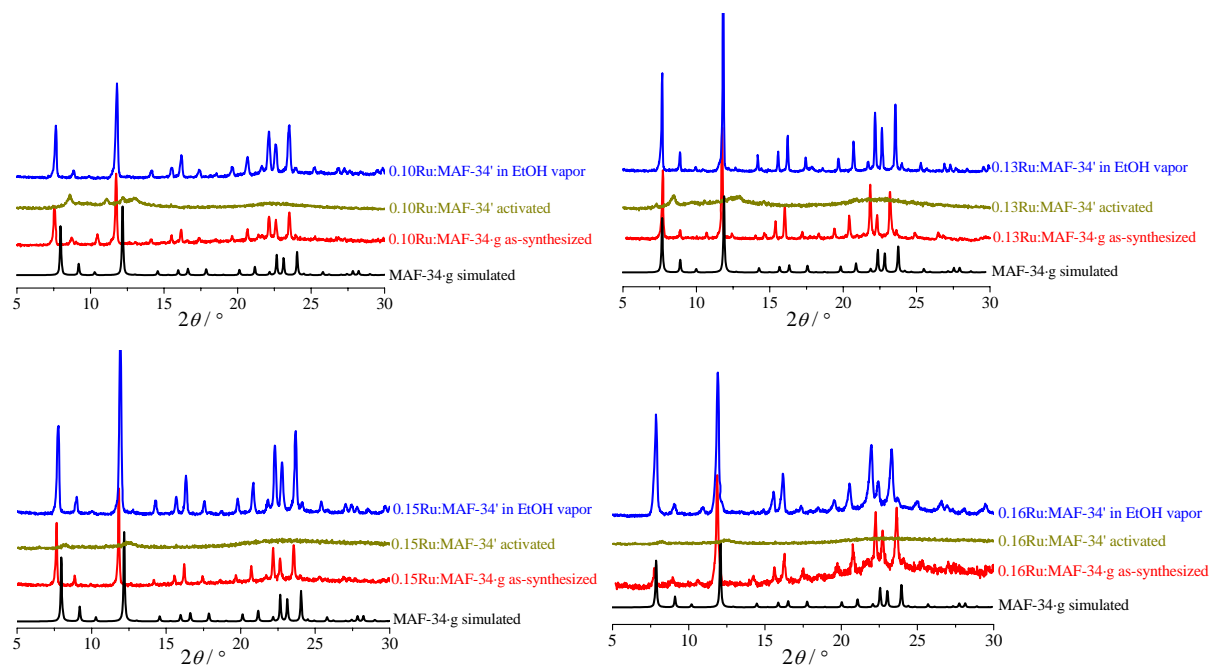 0.10Ru:MAF-34' in EtOH vapor
0.10Ru:MAF-34' activated
0.10Ru:MAF-34·g as-synthesized
MAF-34·g simulated
5 10 15 20 25 30
2θ / °
0.13Ru:MAF-34' in EtOH vapor
0.13Ru:MAF-34' activated
0.13Ru:MAF-34·g as-synthesized
MAF-34·g simulated
5 10 15 20 25 30
2θ / °
0.15Ru:MAF-34' in EtOH vapor
0.15Ru:MAF-34' activated
0.15Ru:MAF-34·g as-synthesized
MAF-34·g simulated
5 10 15 20 25 30
2θ / °
0.16Ru:MAF-34' in EtOH vapor
0.16Ru:MAF-34' activated
0.16Ru:MAF-34·g as-synthesized
MAF-34·g simulated
5 10 15 20 25 30
2θ / °